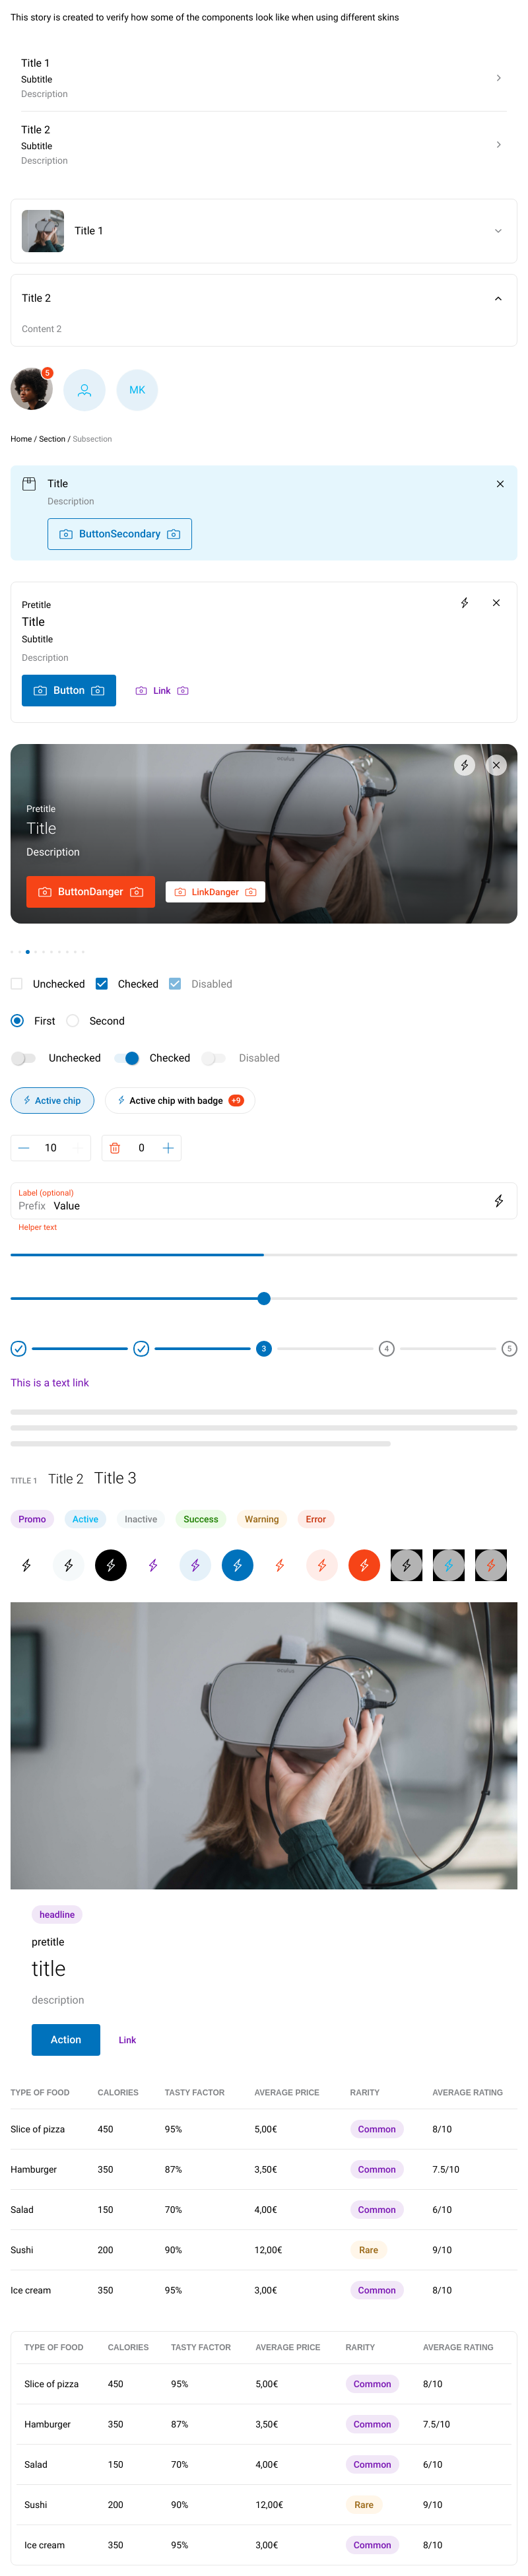 This story is created to verify how some of the components look like when using different skins
Title 1
Subtitle
Description
Title 2
Subtitle
Description
Title 1
Title 2
Content 2
5
MK
Home / Section / Subsection
Title
Description
ButtonSecondary
Pretitle
Title
Subtitle
Description
Button Link
oculus
Pretitle
Title
Description
ButtonDanger LinkDanger
Unchecked Checked Disabled
First Second
Unchecked Checked Disabled
Active chip Active chip with badge +9
10 0
Label (optional)
Prefix Value
Helper text
3 4 5
This is a text link
TITLE 1 Title 2 Title 3
Promo Active Inactive Success Warning Error
oculus
headline
pretitle
title
description
Action Link
TYPE OF FOOD CALORIES TASTY FACTOR AVERAGE PRICE RARITY AVERAGE RATING
Slice of pizza 450 95% 5,00€ Common 8/10
Hamburger 350 87% 3,50€ Common 7.5/10
Salad 150 70% 4,00€ Common 6/10
Sushi 200 90% 12,00€ Rare 9/10
Ice cream 350 95% 3,00€ Common 8/10
TYPE OF FOOD CALORIES TASTY FACTOR AVERAGE PRICE RARITY AVERAGE RATING
Slice of pizza 450 95% 5,00€ Common 8/10
Hamburger 350 87% 3,50€ Common 7.5/10
Salad 150 70% 4,00€ Common 6/10
Sushi 200 90% 12,00€ Rare 9/10
Ice cream 350 95% 3,00€ Common 8/10